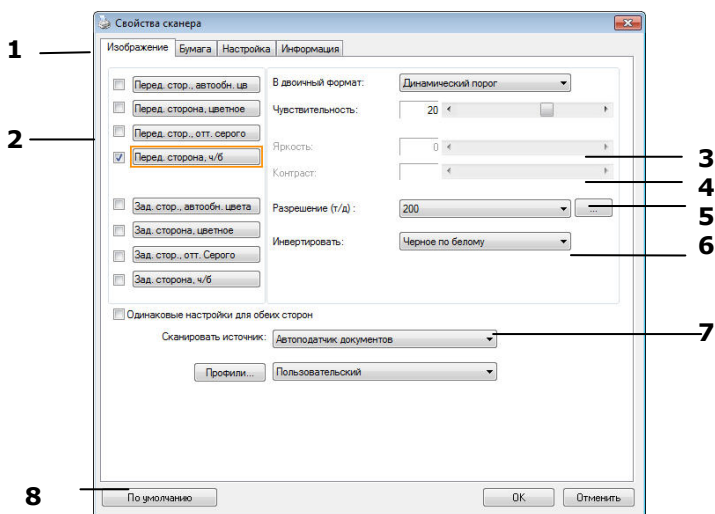 Свойства сканера
1
Изображение Бумага Настройка Информация
2
Перед. стор., автообн. цв
Перед. сторона, цветное
Перед. стор., отт. серого
Перед. сторона, ч/б
Зад. стор., автообн. цвета
Зад. сторона, цветное
Зад. стор., отт. Серого
Зад. сторона, ч/б
В двоичный формат: Динамический порог
Чувствительность: 20
Яркость: 0
3
Контраст:
4
Разрешение (т/д) : 200 ...
5
Инвертировать: Черное по белому
6
Одинаковые настройки для обеих сторон
Сканировать источник: Автоподатчик документов
7
Профили... Пользовательский
8
По умолчанию OK Отменить